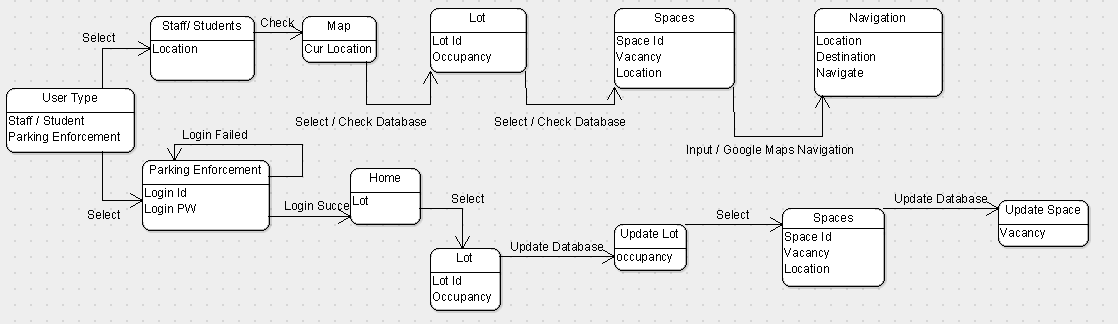 Staff/ Students
Location
Check
Map
Cur Location
Lot
Lot Id
Occupancy
Spaces
Space Id
Vacancy
Location
Navigation
Location
Destination
Navigate
Select
User Type
Staff / Student
Parking Enforcement
Select / Check Database
Select / Check Database
Input / Google Maps Navigation
Login Failed
Parking Enforcement
Login Id
Login PW
Select
Login Succe
Home
Lot
Select
Lot
Lot Id
Occupancy
Update Database
Update Lot
occupancy
Select
Spaces
Space Id
Vacancy
Location
Update Database
Update Space
Vacancy